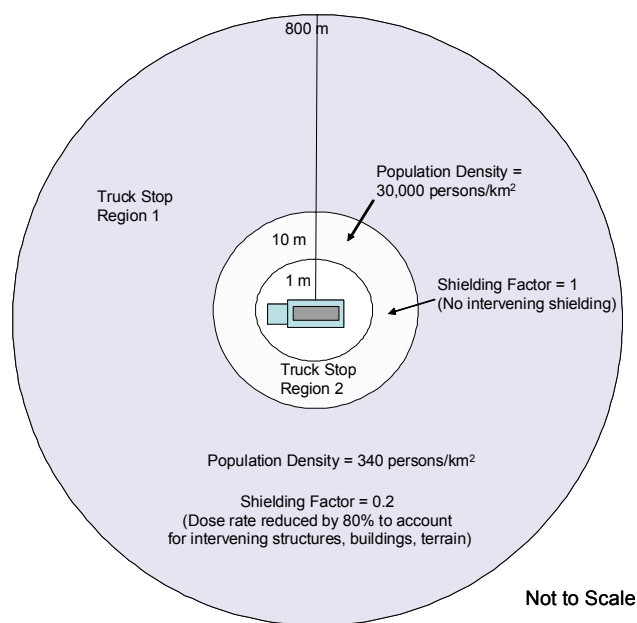 800 m
Population Density =
30,000 persons/km²
Truck Stop
Region 1
10 m
1 m
Shielding Factor = 1
(No intervening shielding)
Truck Stop
Region 2
Population Density = 340 persons/km²
Shielding Factor = 0.2
(Dose rate reduced by 80% to account
for intervening structures, buildings, terrain)
Not to Scale